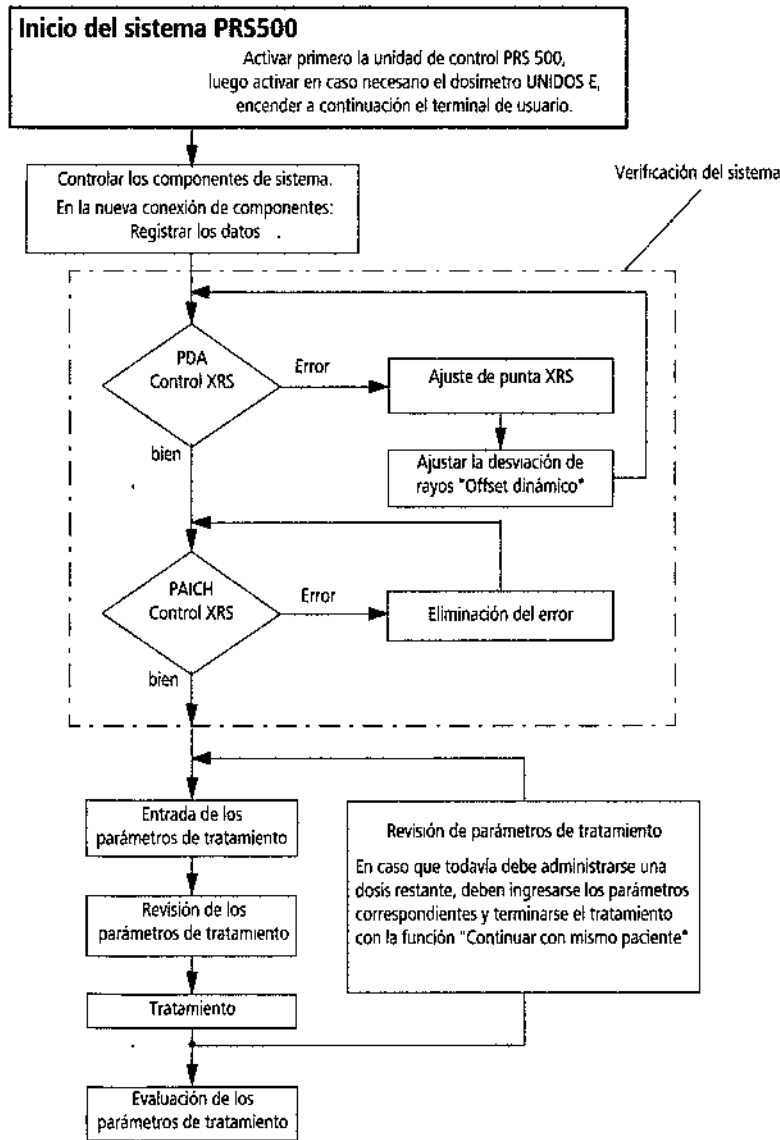 Inicio del sistema PRS500
Activar primero la unidad de control PRS 500,
luego activar en caso necesano el dosímetro UNIDOS E,
encender a continuación el terminal de usuario.
Controlar los componentes de sistema.
En la nueva conexión de componentes:
Registrar los datos .
Verificación del sistema
PDA
Control XRS
Error
Ajuste de punta XRS
bien
Ajustar la desviación de
rayos "Offset dinámico"
PAICH
Control XRS
Error
Eliminación del error
bien
Entrada de los
parámetros de tratamiento
Revisión de los
parámetros de tratamiento
Tratamiento
Evaluación de los
parámetros de tratamiento
Revisión de parámetros de tratamiento
En caso que todavía debe administrarse una
dosis restante, deben ingresarse los parámetros
correspondientes y terminarse el tratamiento
con la función "Continuar con mismo paciente"